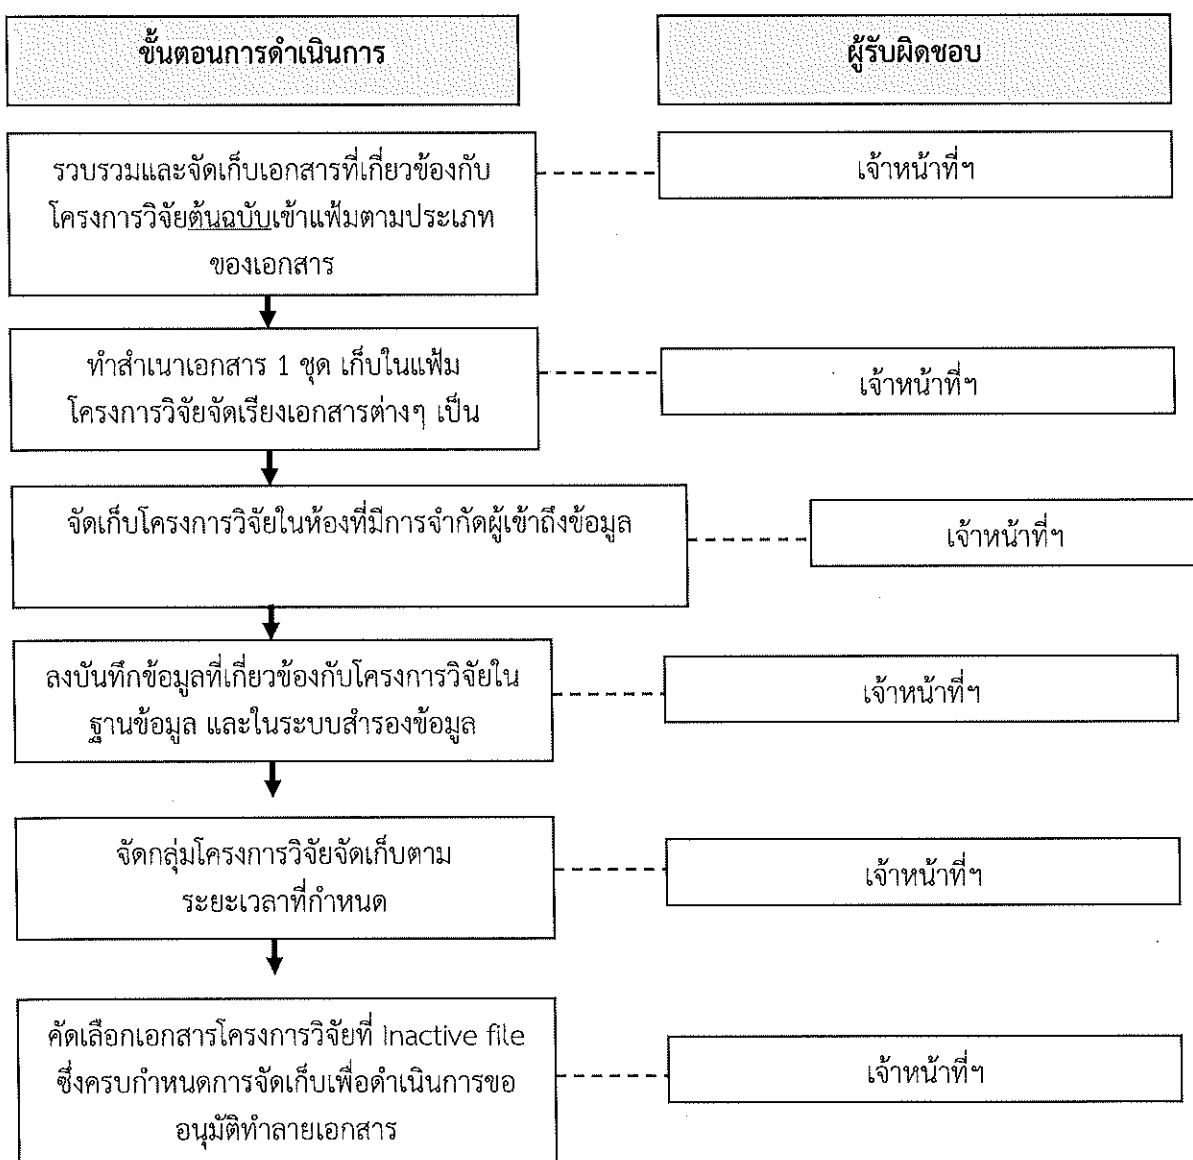 ขั้นตอนการดำเนินการ
ผู้รับผิดชอบ
รวบรวมและจัดเก็บเอกสารที่เกี่ยวข้องกับ
โครงการวิจัยต้นฉบับเข้าแฟ้มตามประเภท
ของเอกสาร
เจ้าหน้าที่ฯ
ทำสำเนาเอกสาร 1 ชุด เก็บในแฟ้ม
โครงการวิจัยจัดเรียงเอกสารต่างๆ เป็น
เจ้าหน้าที่ฯ
จัดเก็บโครงการวิจัยในห้องที่มีการจำกัดผู้เข้าถึงข้อมูล
เจ้าหน้าที่ฯ
ลงบันทึกข้อมูลที่เกี่ยวข้องกับโครงการวิจัยใน
ฐานข้อมูล และในระบบสำรองข้อมูล
เจ้าหน้าที่ฯ
จัดกลุ่มโครงการวิจัยจัดเก็บตาม
ระยะเวลาที่กำหนด
เจ้าหน้าที่ฯ
คัดเลือกเอกสารโครงการวิจัยที่ Inactive file
ซึ่งครบกำหนดการจัดเก็บเพื่อดำเนินการขอ
อนุมัติทำลายเอกสาร
เจ้าหน้าที่ฯ